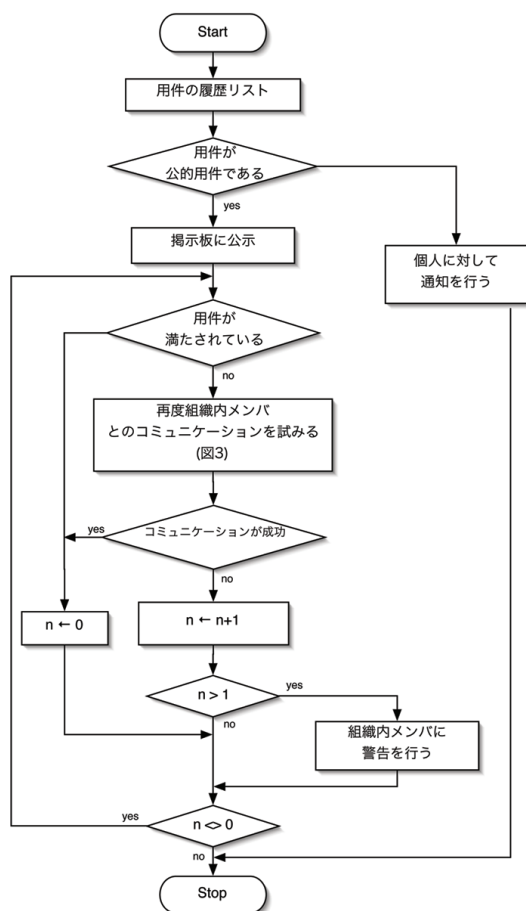 Start
用件の履歴リスト
用件が
公的用件である
yes
掲示板に公示
個人に対して
通知を行う
用件が
満たされている
no
再度組織内メンバ
とのコミュニケーションを試みる
(図3)
コミュニケーションが成功
yes
no
n ← 0
n ← n+1
n > 1
yes
no
組織内メンバに
警告を行う
n <> 0
yes
no
Stop